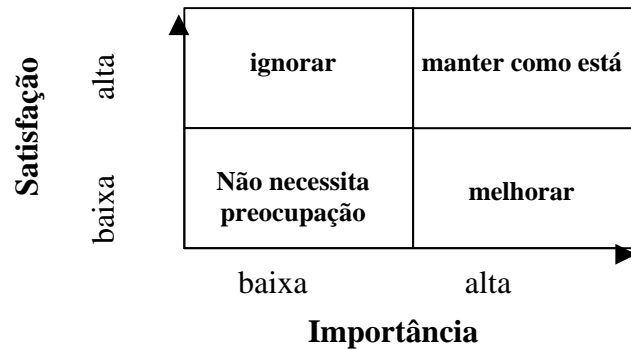 Satisfação
alta
baixa
ignorar
manter como está
Não necessita
preocupação
melhorar
baixa
alta
Importância